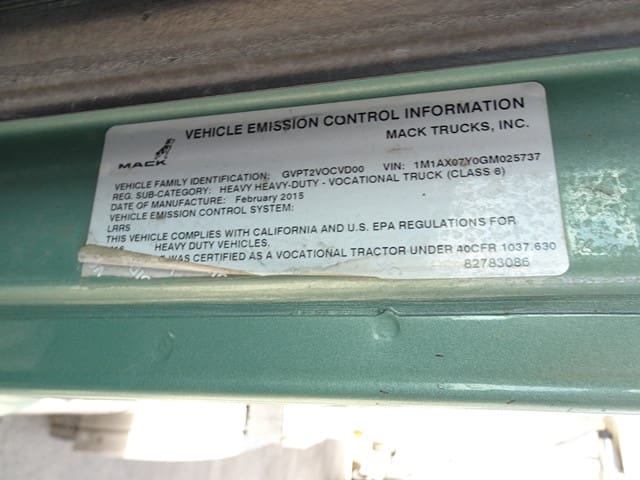 VEHICLE EMISSION CONTROL INFORMATION
MACK TRUCKS, INC.
MACK
VEHICLE FAMILY IDENTIFICATION: GVPT2VOCVD00 VIN: 1M1AX07Y0GM025737
REG. SUB-CATEGORY: HEAVY HEAVY-DUTY - VOCATIONAL TRUCK (CLASS 8)
DATE OF MANUFACTURE: February 2015
VEHICLE EMISSION CONTROL SYSTEM:
LRRS
THIS VEHICLE COMPLIES WITH CALIFORNIA AND U.S. EPA REGULATIONS FOR
HEAVY DUTY VEHICLES.
WAS CERTIFIED AS A VOCATIONAL TRACTOR UNDER 40CFR 1037.630
82783086